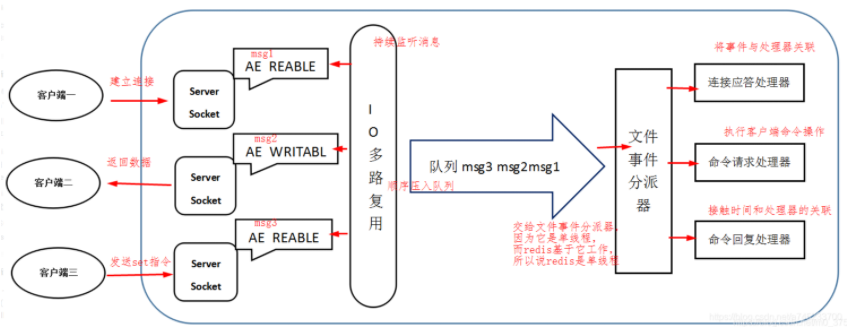 客户端一
建立连接
Server
Socket
msg1
AE REABLE
客户端二
返回数据
Server
Socket
msg2
AE WRITABL
客户端三
发送set指令
Server
Socket
msg3
AE REABLE
持续监听消息
IO多路复用
顺序压入队列
队列 msg3 msg2msg1
交给文件事件分派器,
因为它是单线程,
而redis基于它工作,
所以说redis是单线程
文件
事件
分派
器
将事件与处理器关联
连接应答处理器
执行客户端命令操作
命令请求处理器
接触时间和处理器的关联
命令回复处理器